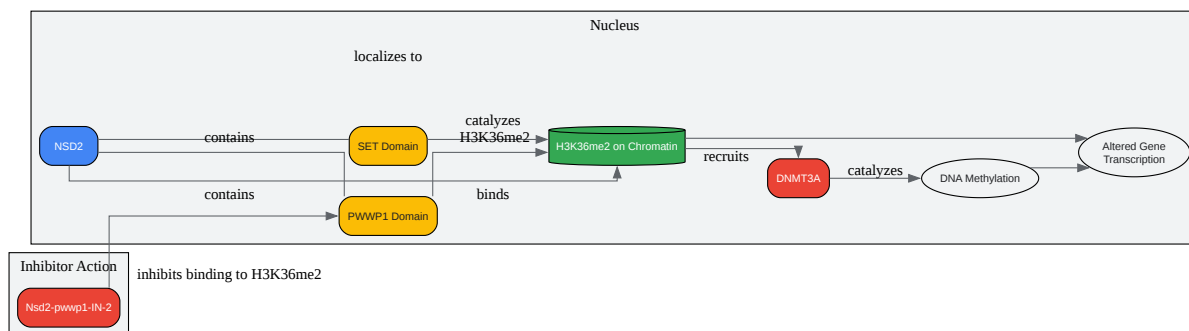 Nucleus
localizes to
catalyzes
H3K36me2
contains
NSD2
SET Domain
H3K36me2 on Chromatin
Altered Gene
Transcription
recruits
DNMT3A
catalyzes
DNA Methylation
contains
binds
PWWP1 Domain
Inhibitor Action
inhibits binding to H3K36me2
Nsd2-pwwp1-IN-2